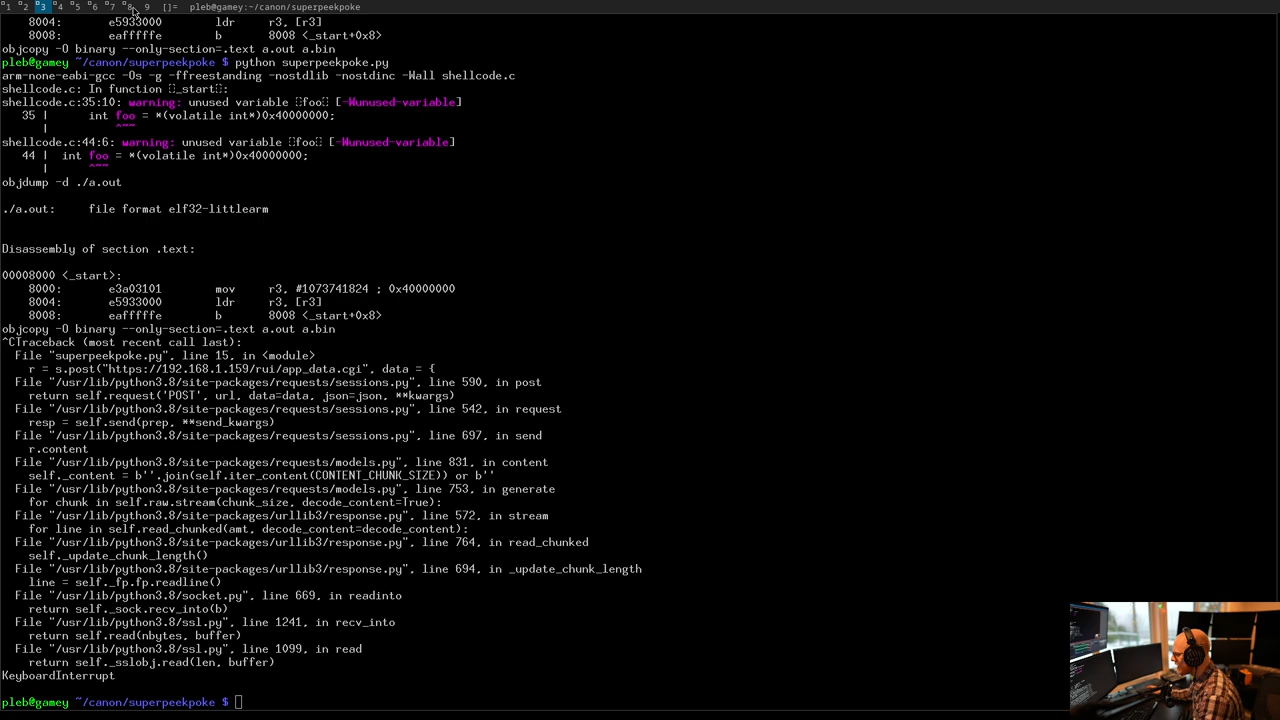 1 2 3 4 5 6 7 8 9 []= pleb@gamey:~/canon/superpeekpoke
8004: e5933000 ldr r3, [r3]
8008: eafffffe b 8008 <_start+0x8>
objcopy -O binary --only-section=.text a.out a.bin
pleb@gamey ~/canon/superpeekpoke $ python superpeekpoke.py
arm-none-eabi-gcc -Os -g -ffreestanding -nostdlib -nostdinc -Wall shellcode.c
shellcode.c: In function _start:
shellcode.c:35:10: warning: unused variable foo [-Wunused-variable]
35 | int foo = *(volatile int*)0x40000000;
| ^~~
shellcode.c:44:6: warning: unused variable foo [-Wunused-variable]
44 | int foo = *(volatile int*)0x40000000;
| ^~~
objdump -d ./a.out
./a.out: file format elf32-littlearm
Disassembly of section .text:
00008000 <_start>:
8000: e3a03101 mov r3, #1073741824 ; 0x40000000
8004: e5933000 ldr r3, [r3]
8008: eafffffe b 8008 <_start+0x8>
objcopy -O binary --only-section=.text a.out a.bin
^CTraceback (most recent call last):
File "superpeekpoke.py", line 15, in <module>
r = s.post("https://192.168.1.159/rui/app_data.cgi", data = {
File "/usr/lib/python3.8/site-packages/requests/sessions.py", line 590, in post
return self.request('POST', url, data=data, json=json, **kwargs)
File "/usr/lib/python3.8/site-packages/requests/sessions.py", line 542, in request
resp = self.send(prep, **send_kwargs)
File "/usr/lib/python3.8/site-packages/requests/sessions.py", line 697, in send
r.content
File "/usr/lib/python3.8/site-packages/requests/models.py", line 831, in content
self._content = b''.join(self.iter_content(CONTENT_CHUNK_SIZE)) or b''
File "/usr/lib/python3.8/site-packages/requests/models.py", line 753, in generate
for chunk in self.raw.stream(chunk_size, decode_content=True):
File "/usr/lib/python3.8/site-packages/urllib3/response.py", line 572, in stream
for line in self.read_chunked(amt, decode_content=decode_content):
File "/usr/lib/python3.8/site-packages/urllib3/response.py", line 764, in read_chunked
self._update_chunk_length()
File "/usr/lib/python3.8/site-packages/urllib3/response.py", line 694, in _update_chunk_length
line = self._fp.fp.readline()
File "/usr/lib/python3.8/socket.py", line 669, in readinto
return self._sock.recv_into(b)
File "/usr/lib/python3.8/ssl.py", line 1241, in recv_into
return self.read(nbytes, buffer)
File "/usr/lib/python3.8/ssl.py", line 1099, in read
return self._sslobj.read(len, buffer)
KeyboardInterrupt
pleb@gamey ~/canon/superpeekpoke $